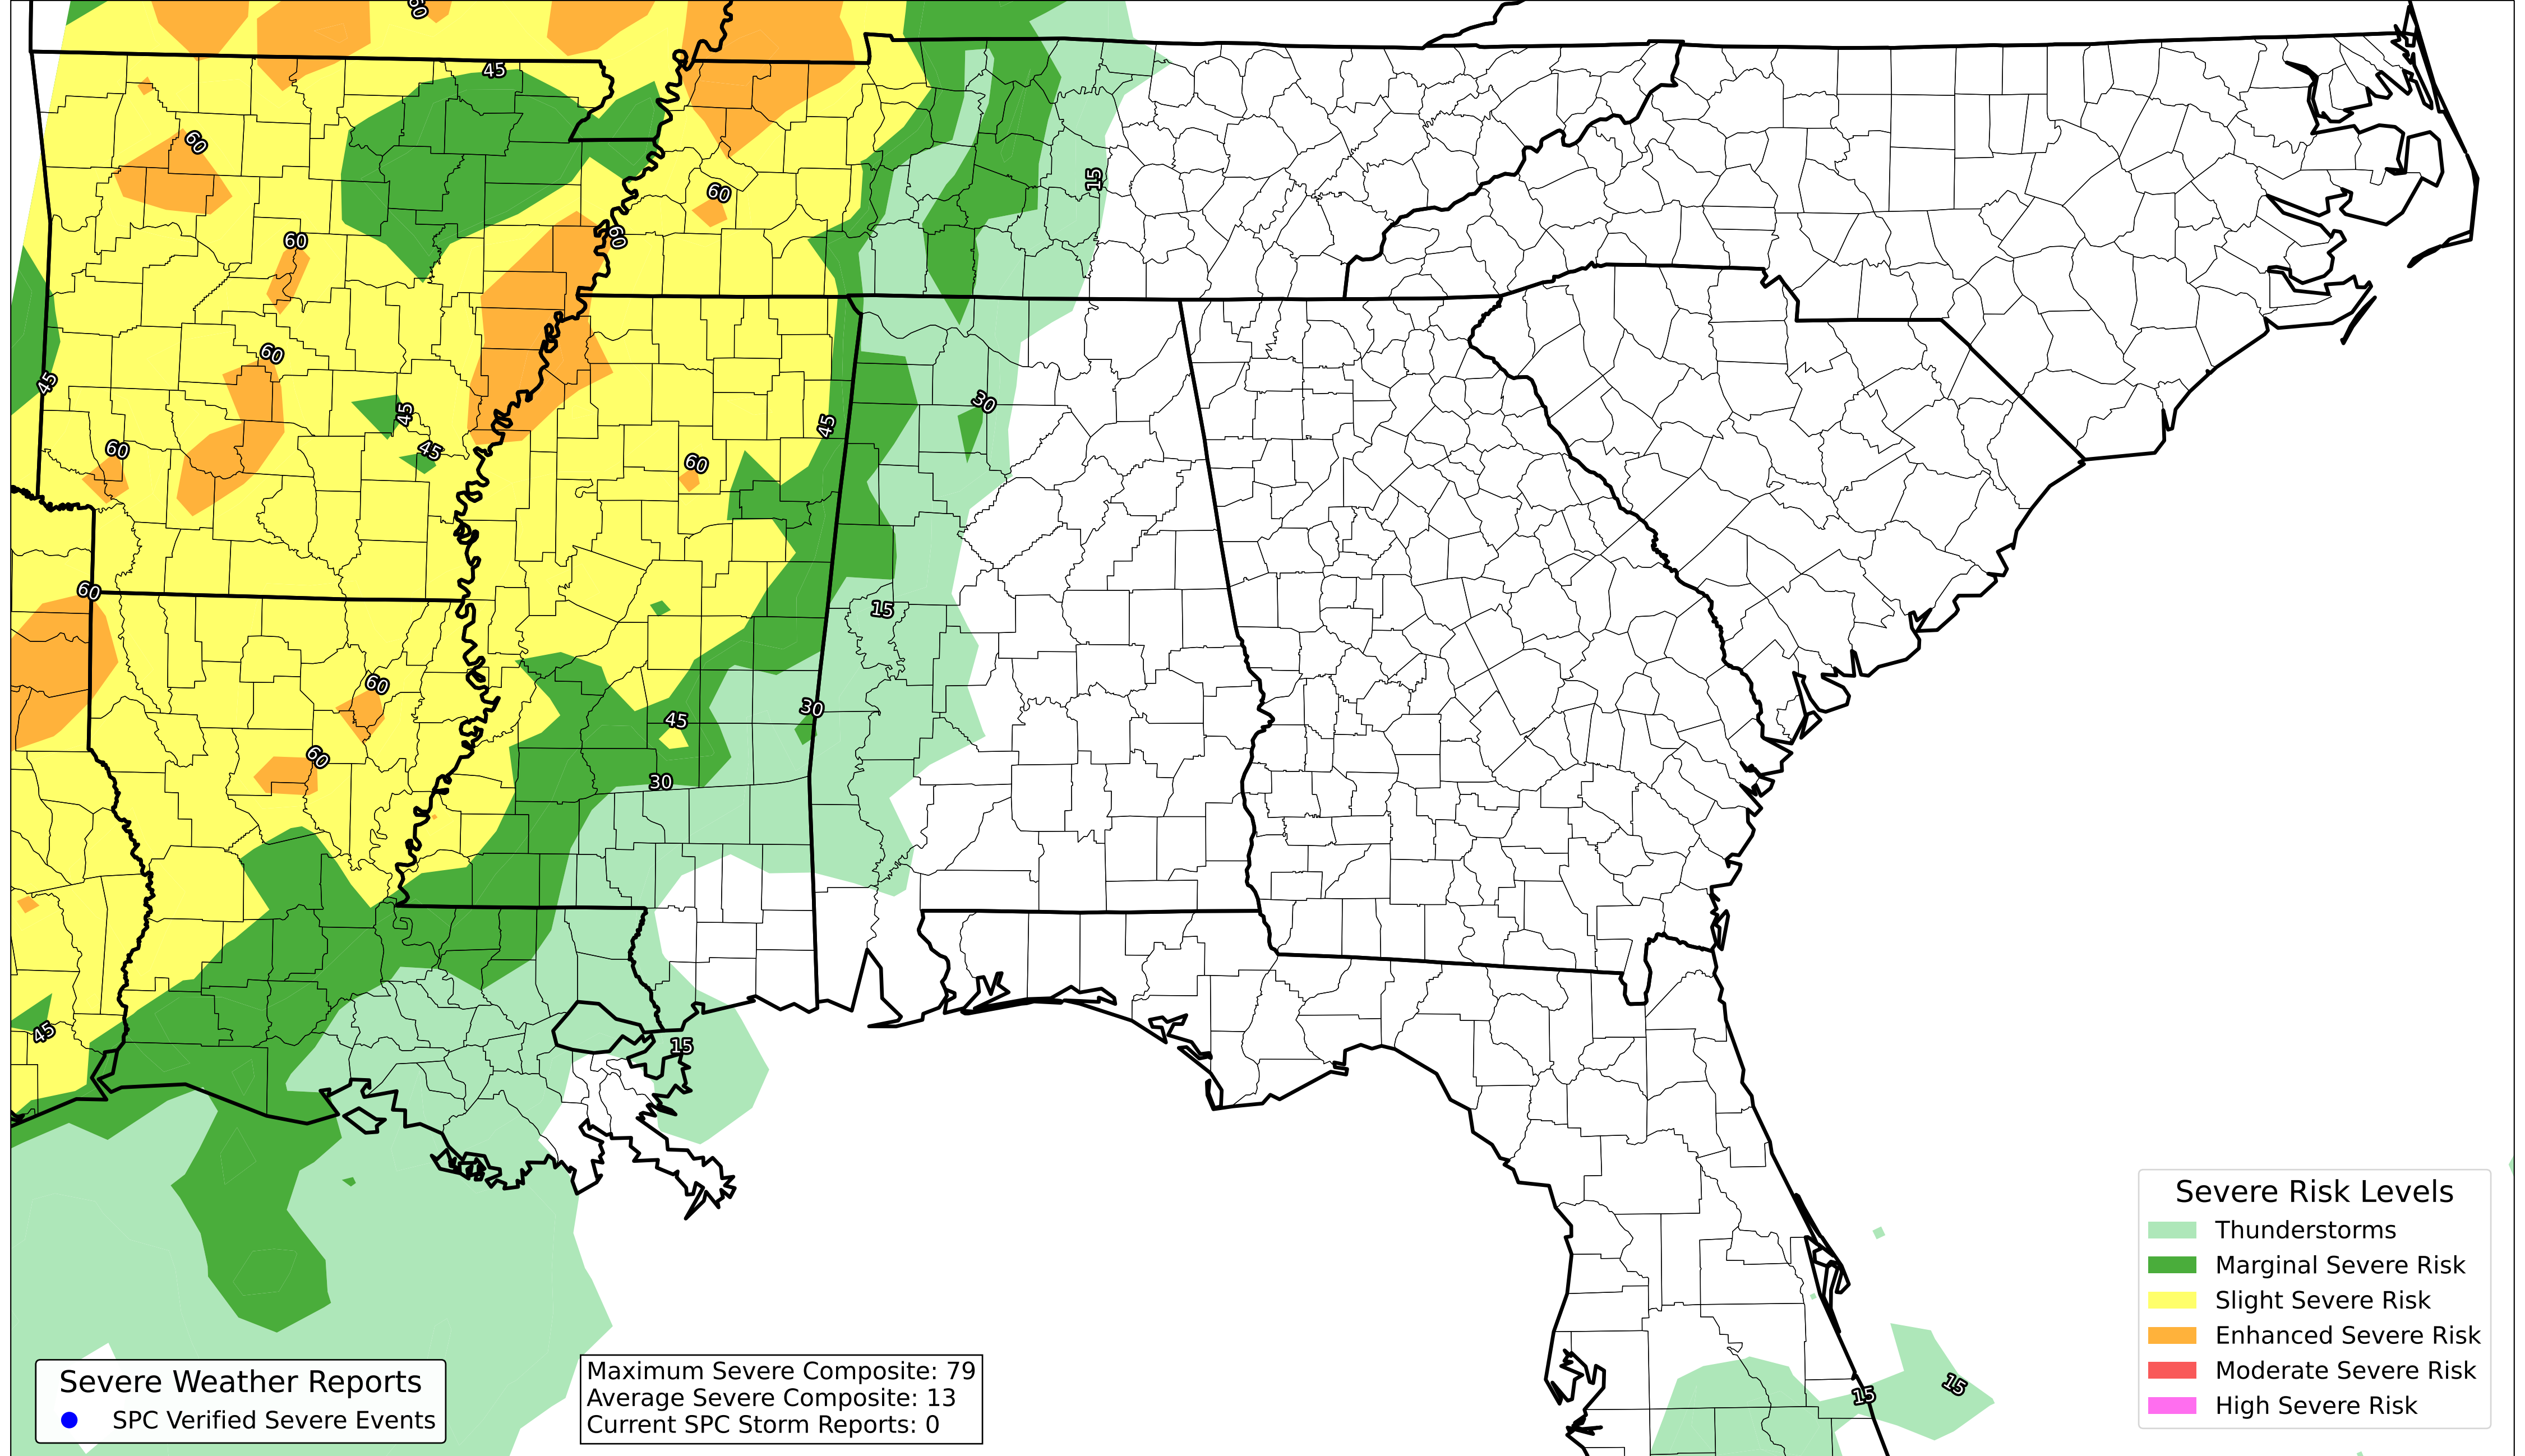 60
45
60
60
15
60
60
60
45
30
45
45
45
60
60
60
15
60
30
45
60
30
45
15
15
15
Severe Weather Reports
SPC Verified Severe Events
Maximum Severe Composite: 79
Average Severe Composite: 13
Current SPC Storm Reports: 0
Severe Risk Levels
Thunderstorms
Marginal Severe Risk
Slight Severe Risk
Enhanced Severe Risk
Moderate Severe Risk
High Severe Risk